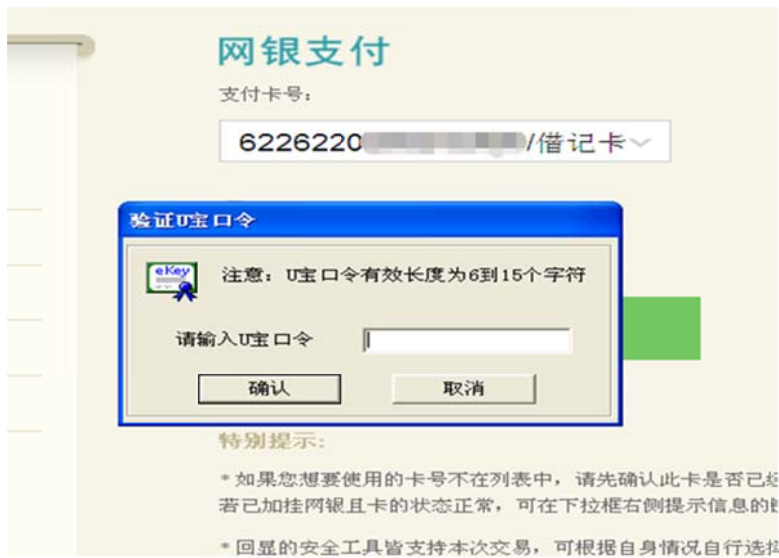 网银支付
支付卡号:
6226220 /借记卡
验证U宝口令
eKey
注意: U宝口令有效长度为6到15个字符
请输入U宝口令
确认
取消
特别提示:
*如果您想要使用的卡号不在列表中，请先确认此卡是否已经
若已加挂网银且卡的状态正常，可在下拉框右侧提示信息的
*回显的安全工具皆支持本次交易，可根据自身情况自行选择